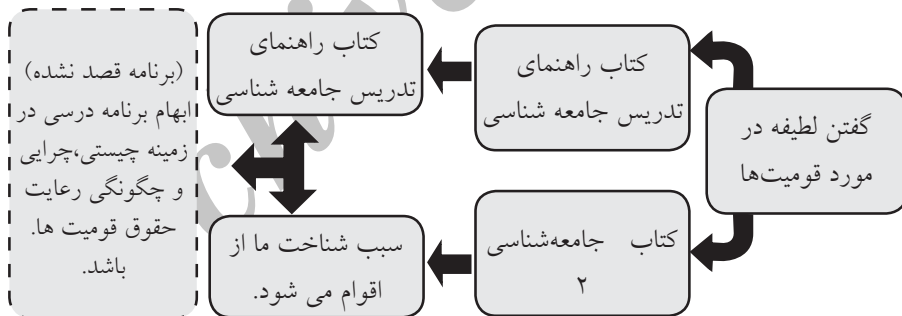 گفتن لطیفه در
مورد قومیت‌ها
کتاب راهنمای
تدریس جامعه شناسی
کتاب جامعه‌شناسی
۲
کتاب راهنمای
تدریس جامعه شناسی
سبب شناخت ما از
اقوام می شود.
(برنامه قصد نشده)
ابهام برنامه درسی در
زمینه چیستی،چرایی
و چگونگی رعایت
حقوق قومیت ها.
باشد.